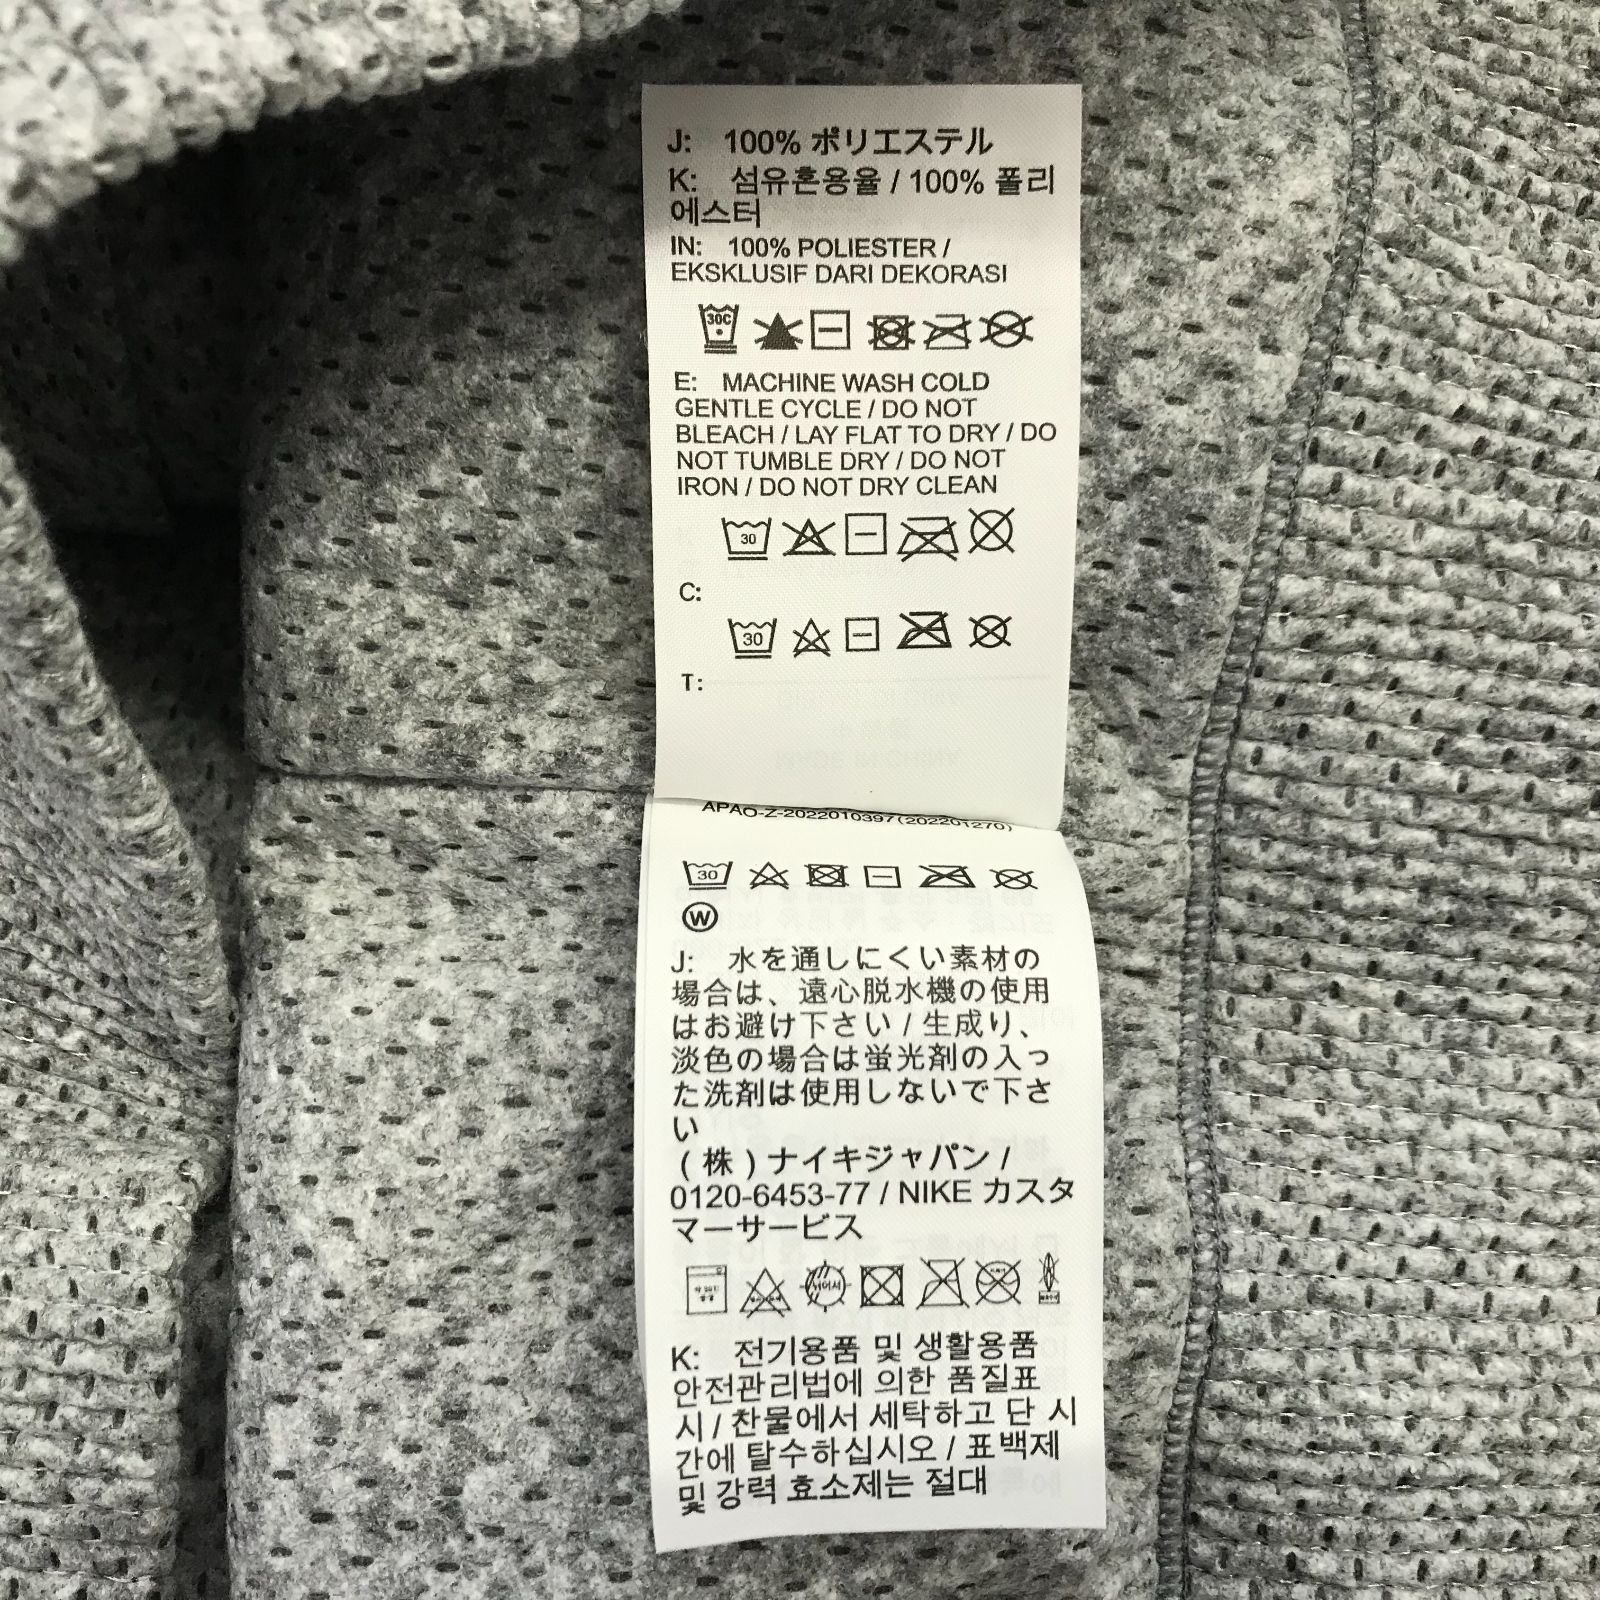 J: 100% ポリエステル
K: 섬유혼용율 / 100% 폴리
에스터
IN: 100% POLIESTER /
EKSKLUSIF DARI DEKORASI
30C
E: MACHINE WASH COLD
GENTLE CYCLE / DO NOT
BLEACH / LAY FLAT TO DRY / DO
NOT TUMBLE DRY / DO NOT
IRON / DO NOT DRY CLEAN
30
C:
30
T:
APAO-Z-2022010397(202201270)
30
W
J: 水を通しにくい素材の
場合は、遠心脱水機の使用
はお避け下さい / 生成り、
淡色の場合は蛍光剤の入っ
た洗剤は使用しないで下さ
い
(株)ナイキジャパン /
0120-6453-77 / NIKE カスタ
マーサービス
K: 전기용품 및 생활용품
안전관리법에 의한 품질표
시 / 찬물에서 세탁하고 단 시
간에 탈수하십시오 / 표백제
및 강력 효소제는 절대